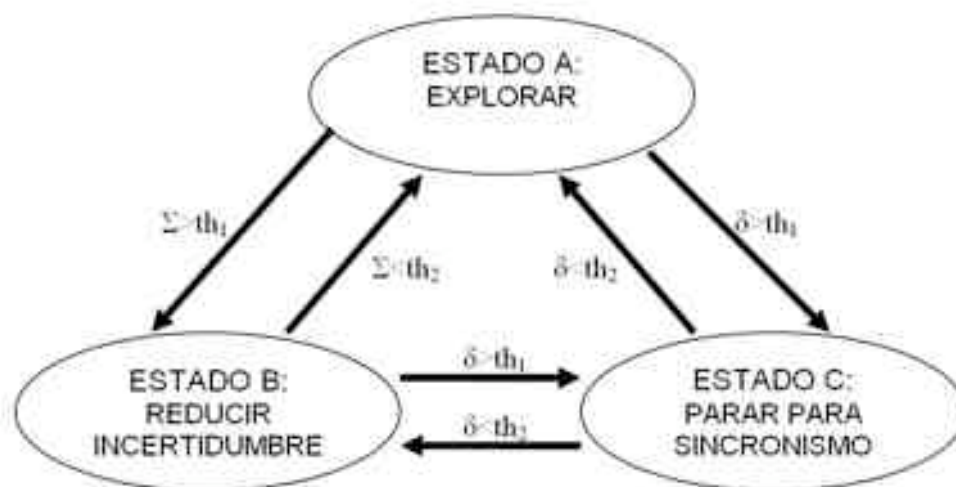 ESTADO A:
EXPLORAR
Σ>th₁
δ>th₁
Σ<th₂
δ<th₂
δ>th₁
ESTADO B:
REDUCIR
INCERTIDUMBRE
δ<th₂
ESTADO C:
PARAR PARA
SINCRONISMO